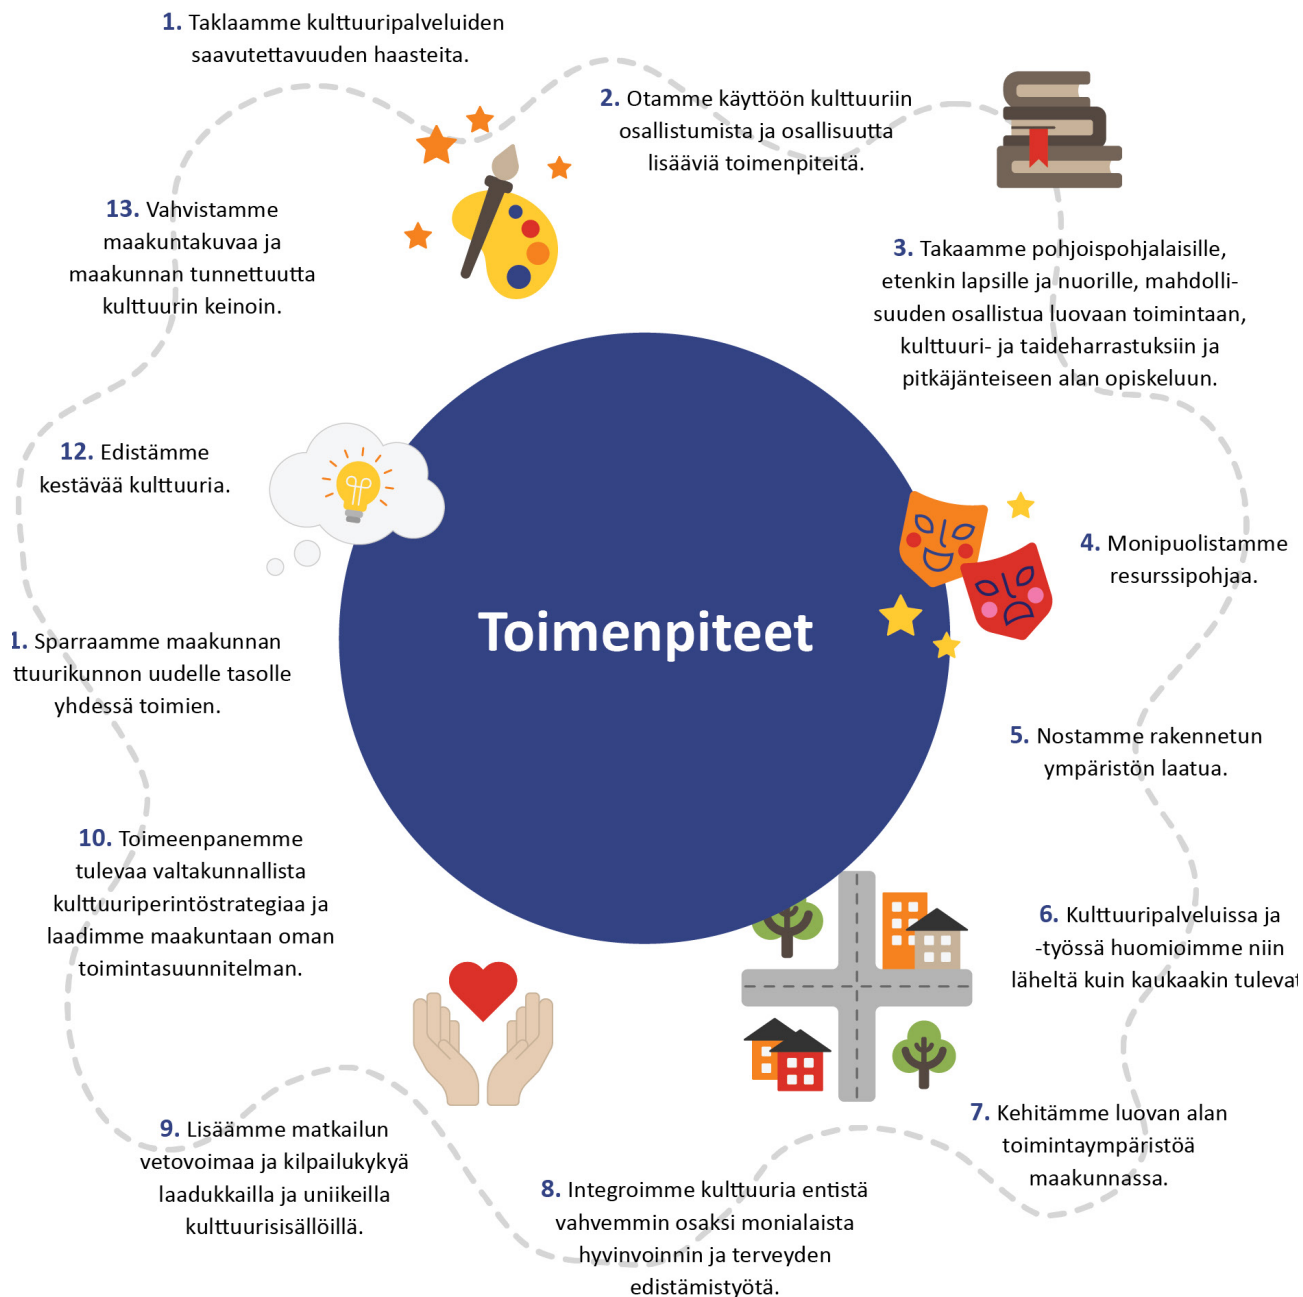 1. Taklaamme kulttuuripalveluiden
saavutettavuuden haasteita.
2. Otamme käyttöön kulttuuriin
osallistumista ja osallisuutta
lisääviä toimenpiteitä.
3. Takaamme pohjoispohjalaisille,
etenkin lapsille ja nuorille, mahdolli-
suuden osallistua luovaan toimintaan,
kulttuuri- ja taideharrastuksiin ja
pitkäjänteiseen alan opiskeluun.
4. Monipuolistamme
resurssipohjaa.
5. Nostamme rakennetun
ympäristön laatua.
6. Kulttuuripalveluissa ja
-työssä huomioimme niin
läheltä kuin kaukaakin tulevat
7. Kehitämme luovan alan
toimintaympäristöä
maakunnassa.
8. Integroimme kulttuuria entistä
vahvemmin osaksi monialaista
hyvinvoinnin ja terveyden
edistämistyötä.
9. Lisäämme matkailun
vetovoimaa ja kilpailukykyä
laadukkailla ja uniikeilla
kulttuurisisällöillä.
10. Toimeenpanemme
tulevaa valtakunnallista
kulttuuriperintöstrategiaa ja
laadimme maakuntaan oman
toimintasuunnitelman.
1. Sparraamme maakunnan
ttuurikunnon uudelle tasolle
yhdessä toimien.
12. Edistämme
kestävää kulttuuria.
13. Vahvistamme
maakuntakuvaa ja
maakunnan tunnettuutta
kulttuurin keinoin.
Toimenpiteet